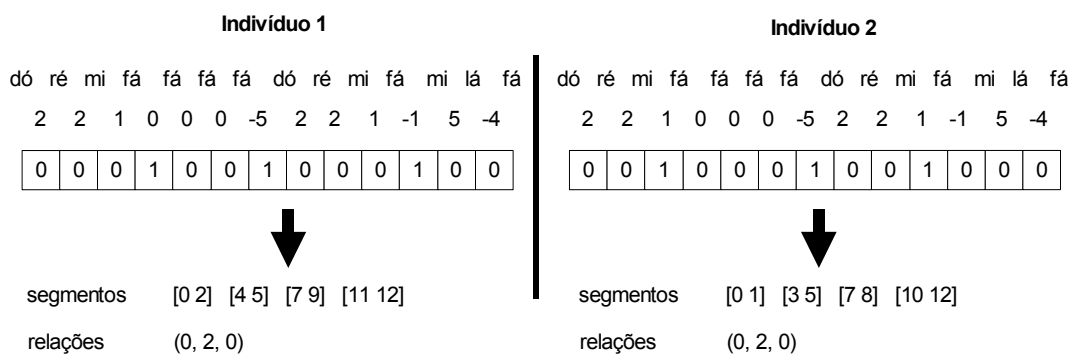 Indivíduo 1
dó ré mi fá fá fá fá dó ré mi fá mi lá fá
2 2 1 0 0 0 -5 2 2 1 -1 5 -4
0 0 0 1 0 0 1 0 0 0 1 0 0
segmentos [0 2] [4 5] [7 9] [11 12]
relações (0, 2, 0)
Indivíduo 2
dó ré mi fá fá fá fá dó ré mi fá mi lá fá
2 2 1 0 0 0 -5 2 2 1 -1 5 -4
0 0 1 0 0 0 1 0 0 1 0 0 0
segmentos [0 1] [3 5] [7 8] [10 12]
relações (0, 2, 0)